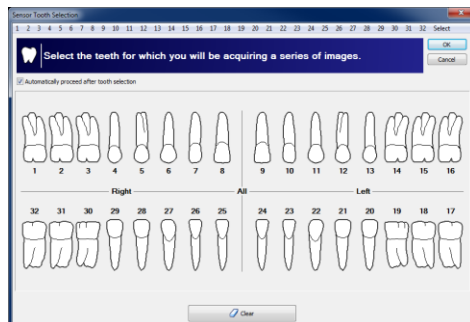 Sensor Tooth Selection
1 2 3 4 5 6 7 8 9 10 11 12 13 14 15 16 17 18 19 20 21 22 23 24 25 26 27 28 29 30 31 32 Select
Select the teeth for which you will be acquiring a series of images.
OK
Cancel
Automatically proceed after tooth selection
1 2 3 4 5 6 7 8 9 10 11 12 13 14 15 16
Right All Left
32 31 30 29 28 27 26 25 24 23 22 21 20 19 18 17
Clear